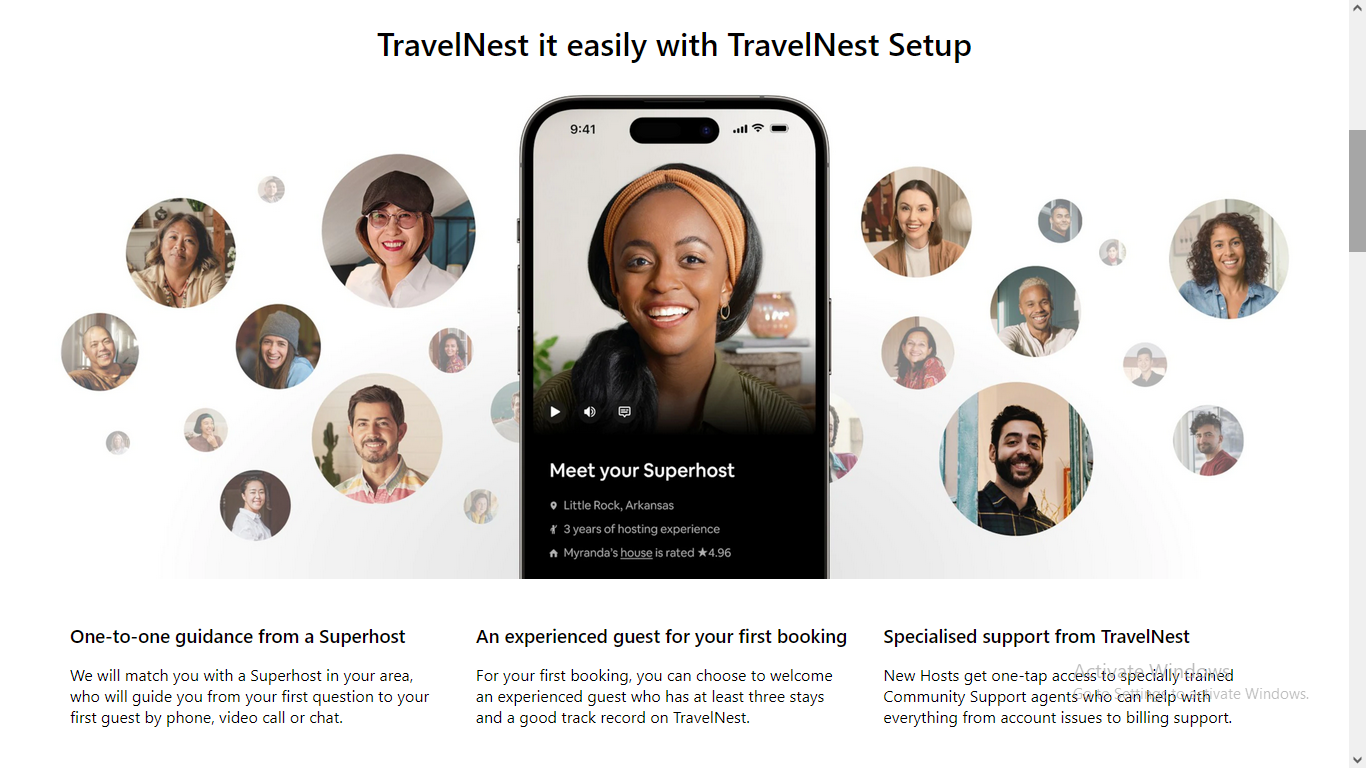 TravelNest it easily with TravelNest Setup
9:41
Meet your Superhost
Little Rock, Arkansas
3 years of hosting experience
Myranda's house is rated ★4.96
One-to-one guidance from a Superhost
We will match you with a Superhost in your area,
who will guide you from your first question to your
first guest by phone, video call or chat.
An experienced guest for your first booking
For your first booking, you can choose to welcome
an experienced guest who has at least three stays
and a good track record on TravelNest.
Specialised support from TravelNest
New Hosts get one-tap access to specially trained
Community Support agents who can help with
everything from account issues to billing support.
Activate Windows
Go to Settings to activate Windows.